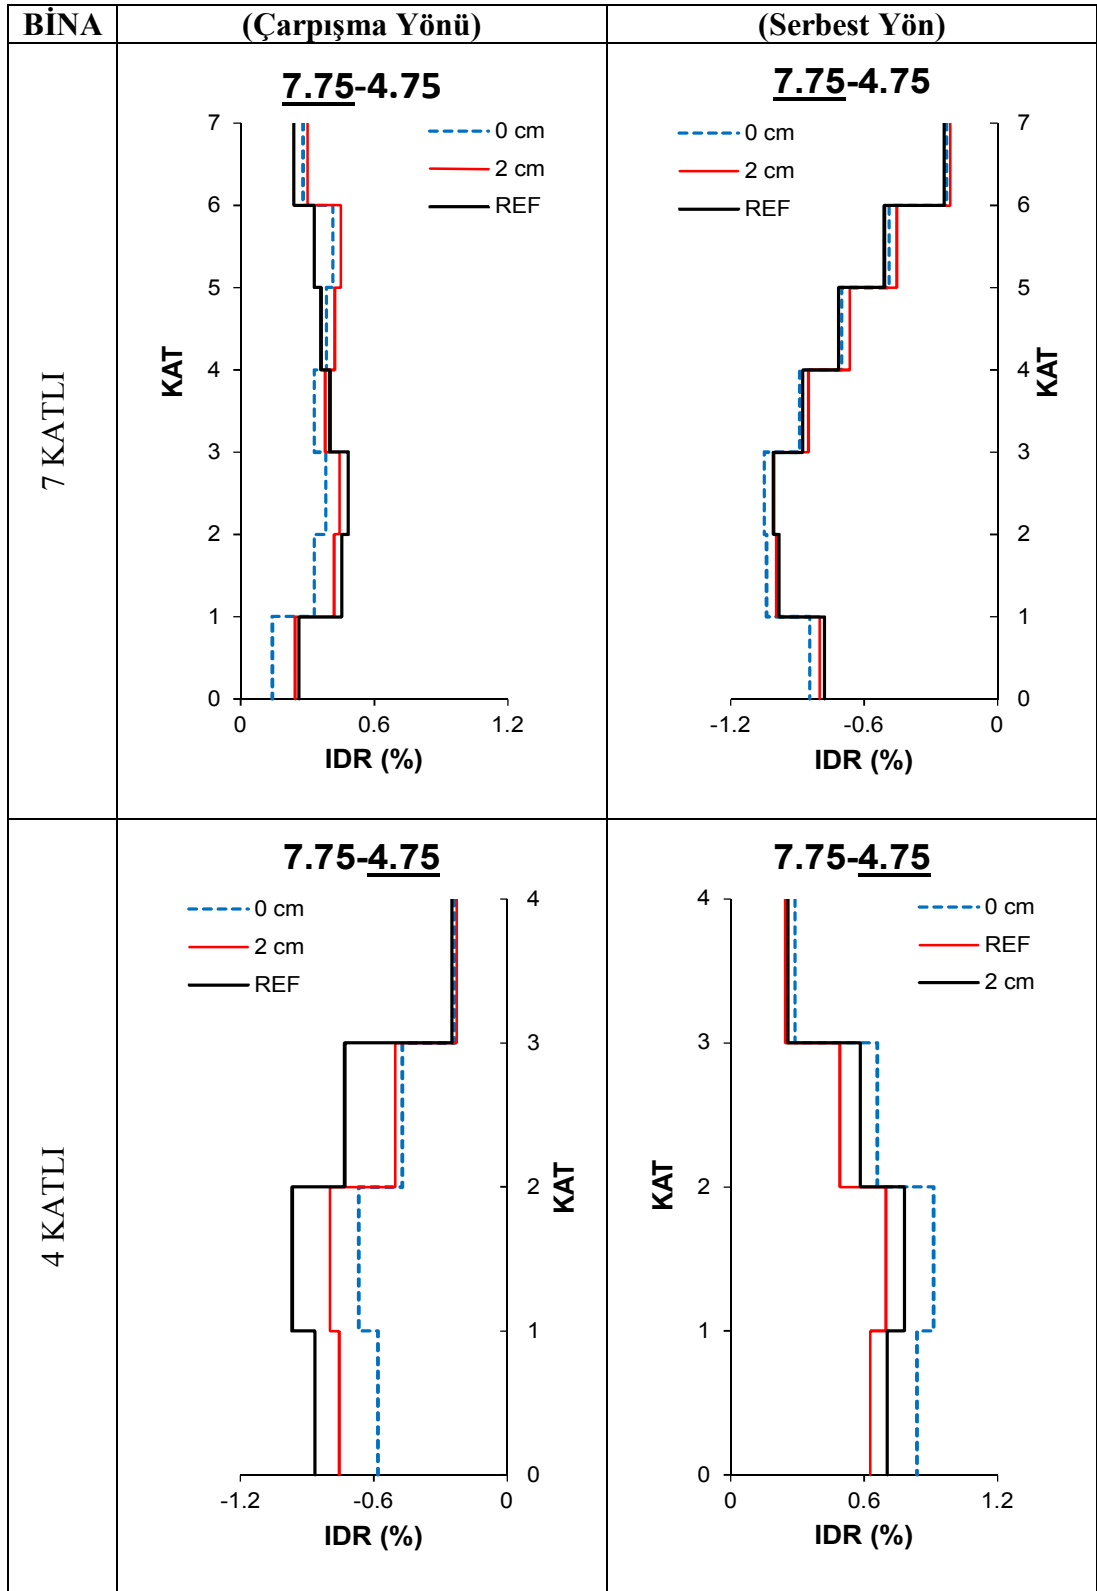 BİNA (Çarpışma Yönü) (Serbest Yön)
7 KATLI
7.75-4.75
0 cm
2 cm
REF
7
6
5
4
3
2
1
0
KAT
0 0.6 1.2
IDR (%)
7.75-4.75
0 cm
2 cm
REF
7
6
5
4
3
2
1
0
KAT
-1.2 -0.6 0
IDR (%)
4 KATLI
7.75-4.75
0 cm
2 cm
REF
4
3
2
1
0
KAT
-1.2 -0.6 0
IDR (%)
7.75-4.75
0 cm
REF
2 cm
4
3
2
1
0
KAT
0 0.6 1.2
IDR (%)